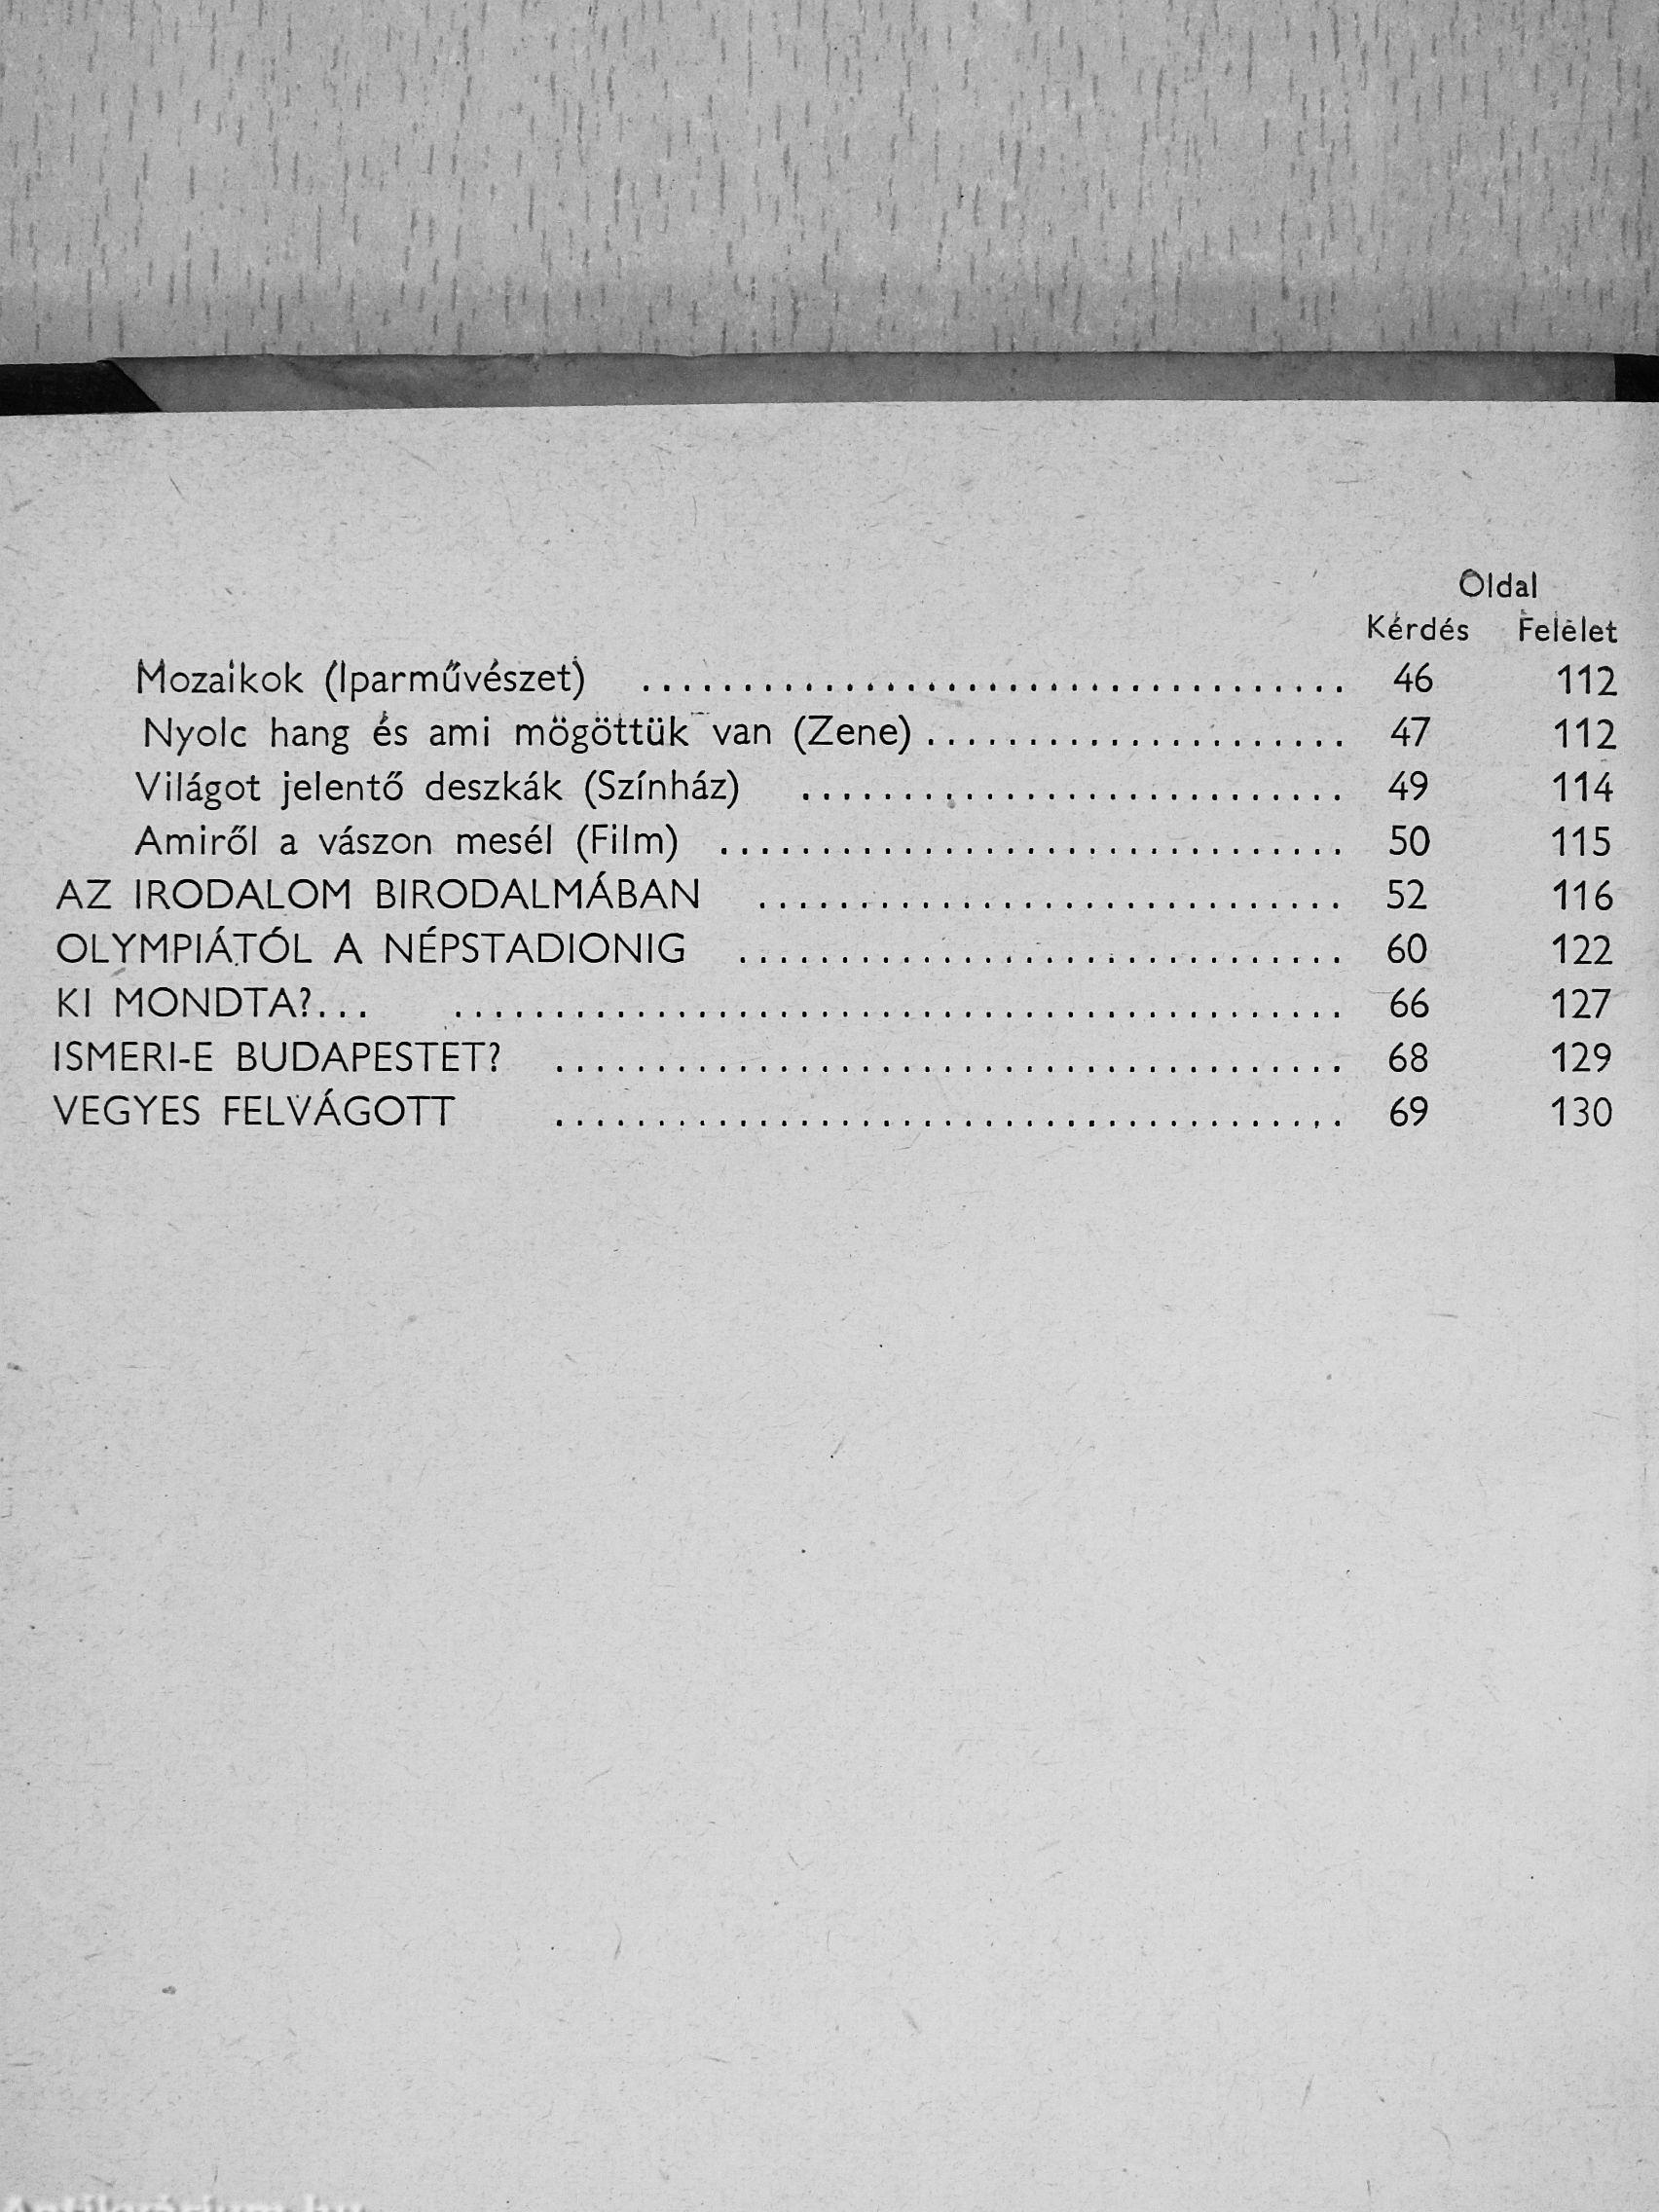 Oldal
Kérdés Felelet
Mozaikok (Iparművészet) ................................... 46 112
Nyolc hang és ami mögöttük van (Zene) ..................... 47 112
Világot jelentő deszkák (Színház) ........................... 49 114
Amiről a vászon mesél (Film) ............................... 50 115
AZ IRODALOM BIRODALMÁBAN ............................. 52 116
OLYMPIÁTÓL A NÉPSTADIONIG .............................. 60 122
KI MONDTA?... ............................................ 66 127
ISMERI-E BUDAPESTET? ....................................... 68 129
VEGYES FELVÁGOTT ....................................... 69 130